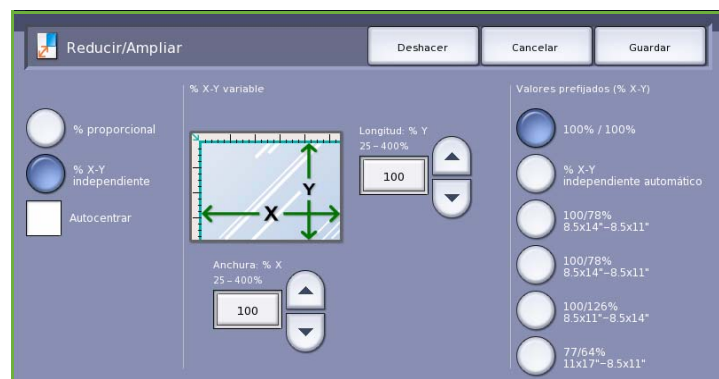 Reducir/Ampliar
Deshacer
Cancelar
Guardar
% proporcional
% X-Y
independiente
Autocentrar
% X-Y variable
Y
X
Longitud: % Y
25 – 400%
100
Anchura: % X
25 – 400%
100
Valores prefijados (% X-Y)
100% / 100%
% X-Y
independiente automático
100/78%
8.5x14"–8.5x11"
100/78%
8.5x14"–8.5x11"
100/126%
8.5x11"–8.5x14"
77/64%
11x17"–8.5x11"